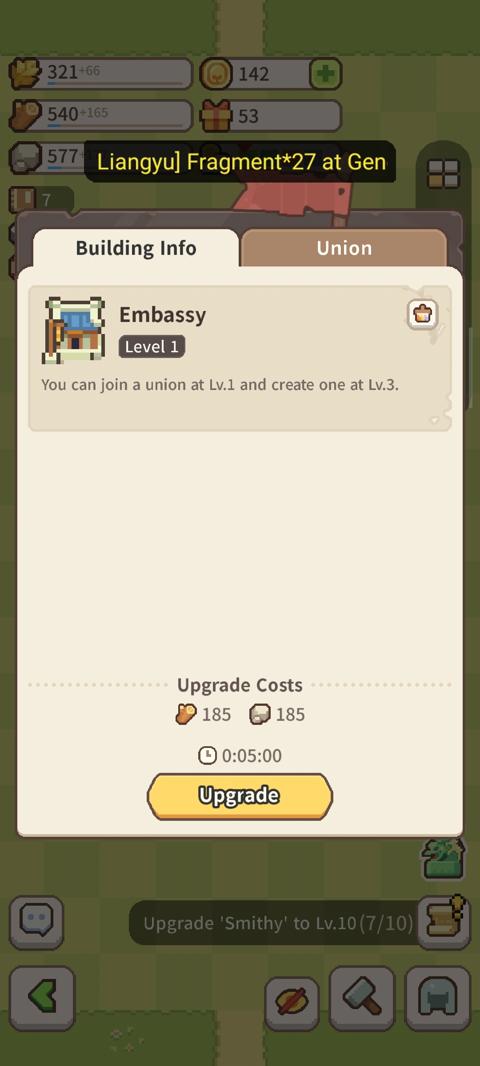 321 +66
142
540 +165
53
577
Liangyu] Fragment*27 at Gen
7
Building Info
Union
Embassy
Level 1
You can join a union at Lv.1 and create one at Lv.3.
Upgrade Costs
185 185
0:05:00
Upgrade
Upgrade 'Smithy' to Lv.10 (7/10)